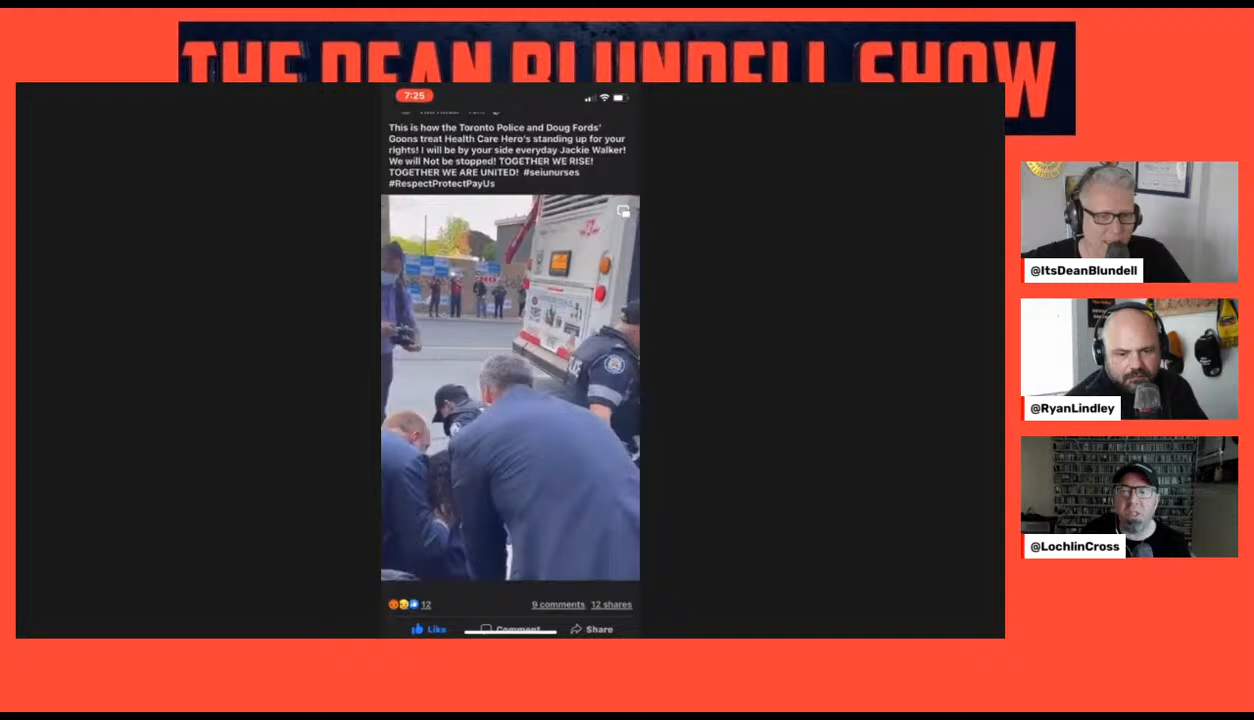 THE DEAN BLUNDELL SHOW
7:25
This is how the Toronto Police and Doug Fords'
Goons treat Health Care Hero's standing up for your
rights! I will be by your side everyday Jackie Walker!
We will Not be stopped! TOGETHER WE RISE!
TOGETHER WE ARE UNITED! #seiunurses
#RespectProtectPayUs
12
9 comments 12 shares
Like
Comment
Share
@ItsDeanBlundell
@RyanLindley
@LochlinCross